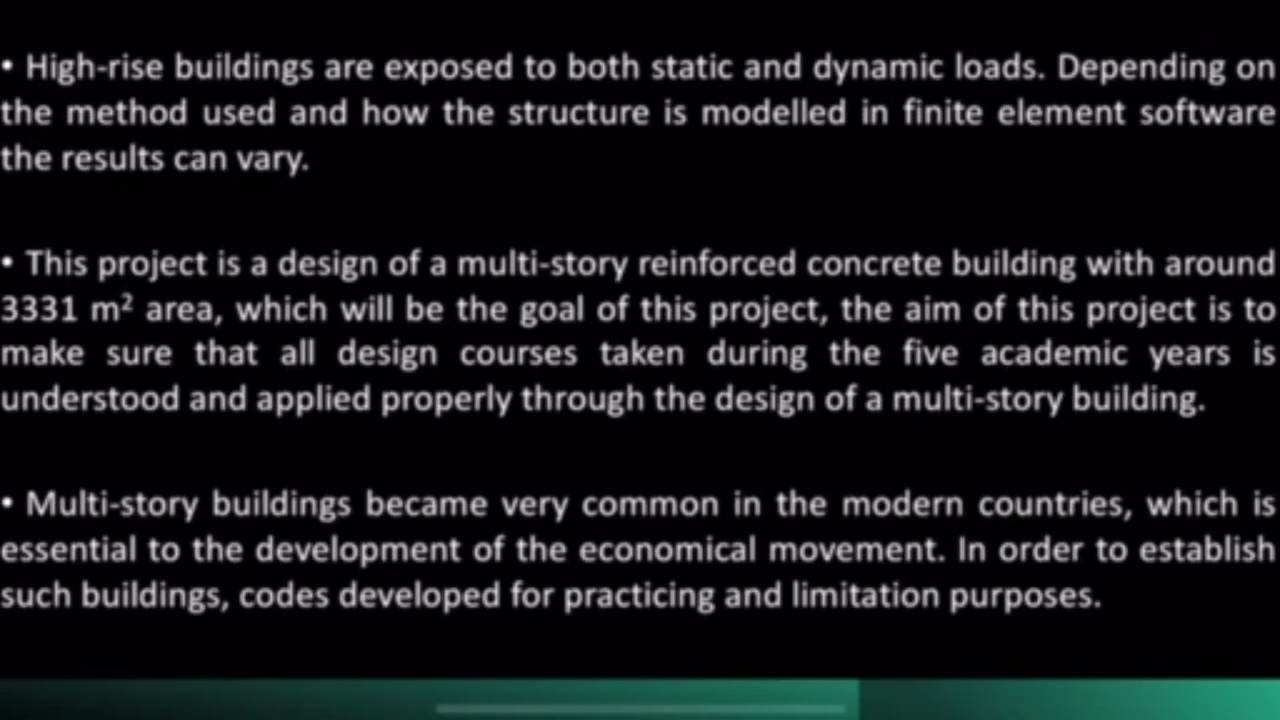 • High-rise buildings are exposed to both static and dynamic loads. Depending on
the method used and how the structure is modelled in finite element software
the results can vary.
• This project is a design of a multi-story reinforced concrete building with around
3331 m² area, which will be the goal of this project, the aim of this project is to
make sure that all design courses taken during the five academic years is
understood and applied properly through the design of a multi-story building.
• Multi-story buildings became very common in the modern countries, which is
essential to the development of the economical movement. In order to establish
such buildings, codes developed for practicing and limitation purposes.